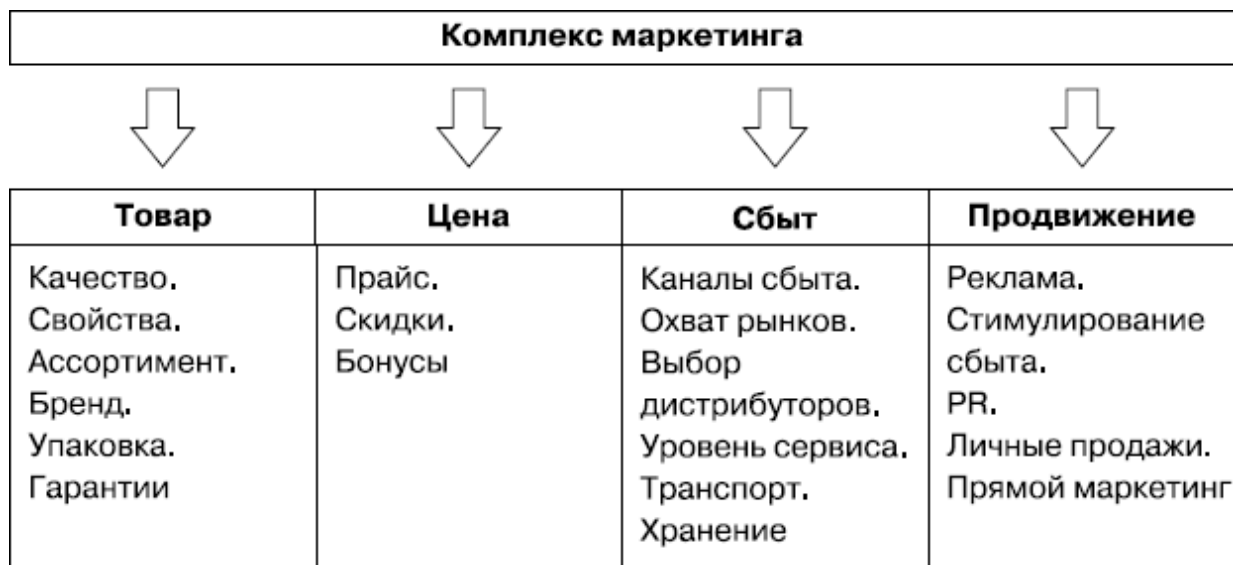 Комплекс маркетинга
Товар
Качество.
Свойства.
Ассортимент.
Бренд.
Упаковка.
Гарантии
Цена
Прайс.
Скидки.
Бонусы
Сбыт
Каналы сбыта.
Охват рынков.
Выбор
дистрибуторов.
Уровень сервиса.
Транспорт.
Хранение
Продвижение
Реклама.
Стимулирование
сбыта.
PR.
Личные продажи.
Прямой маркетинг